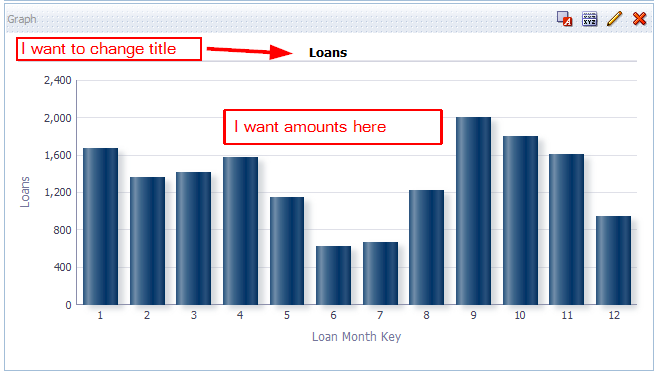 Graph
XYZ
I want to change title
Loans
2,400
2,000
1,600
1,200
800
400
0
I want amounts here
Loans
1 2 3 4 5 6 7 8 9 10 11 12
Loan Month Key